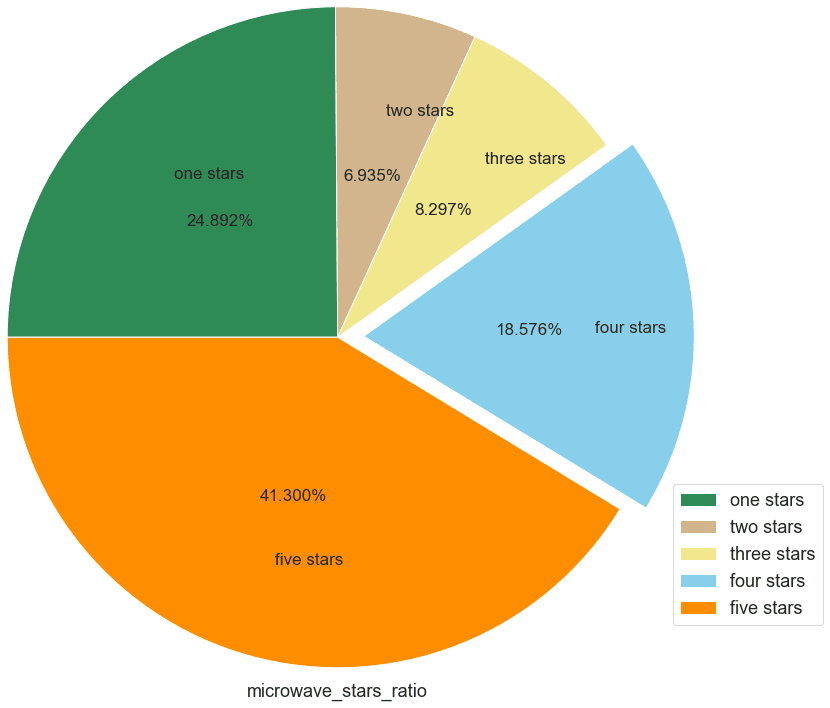 two stars
three stars
one stars
6.935%
8.297%
24.892%
18.576%
four stars
41.300%
five stars
one stars
two stars
three stars
four stars
five stars
microwave_stars_ratio